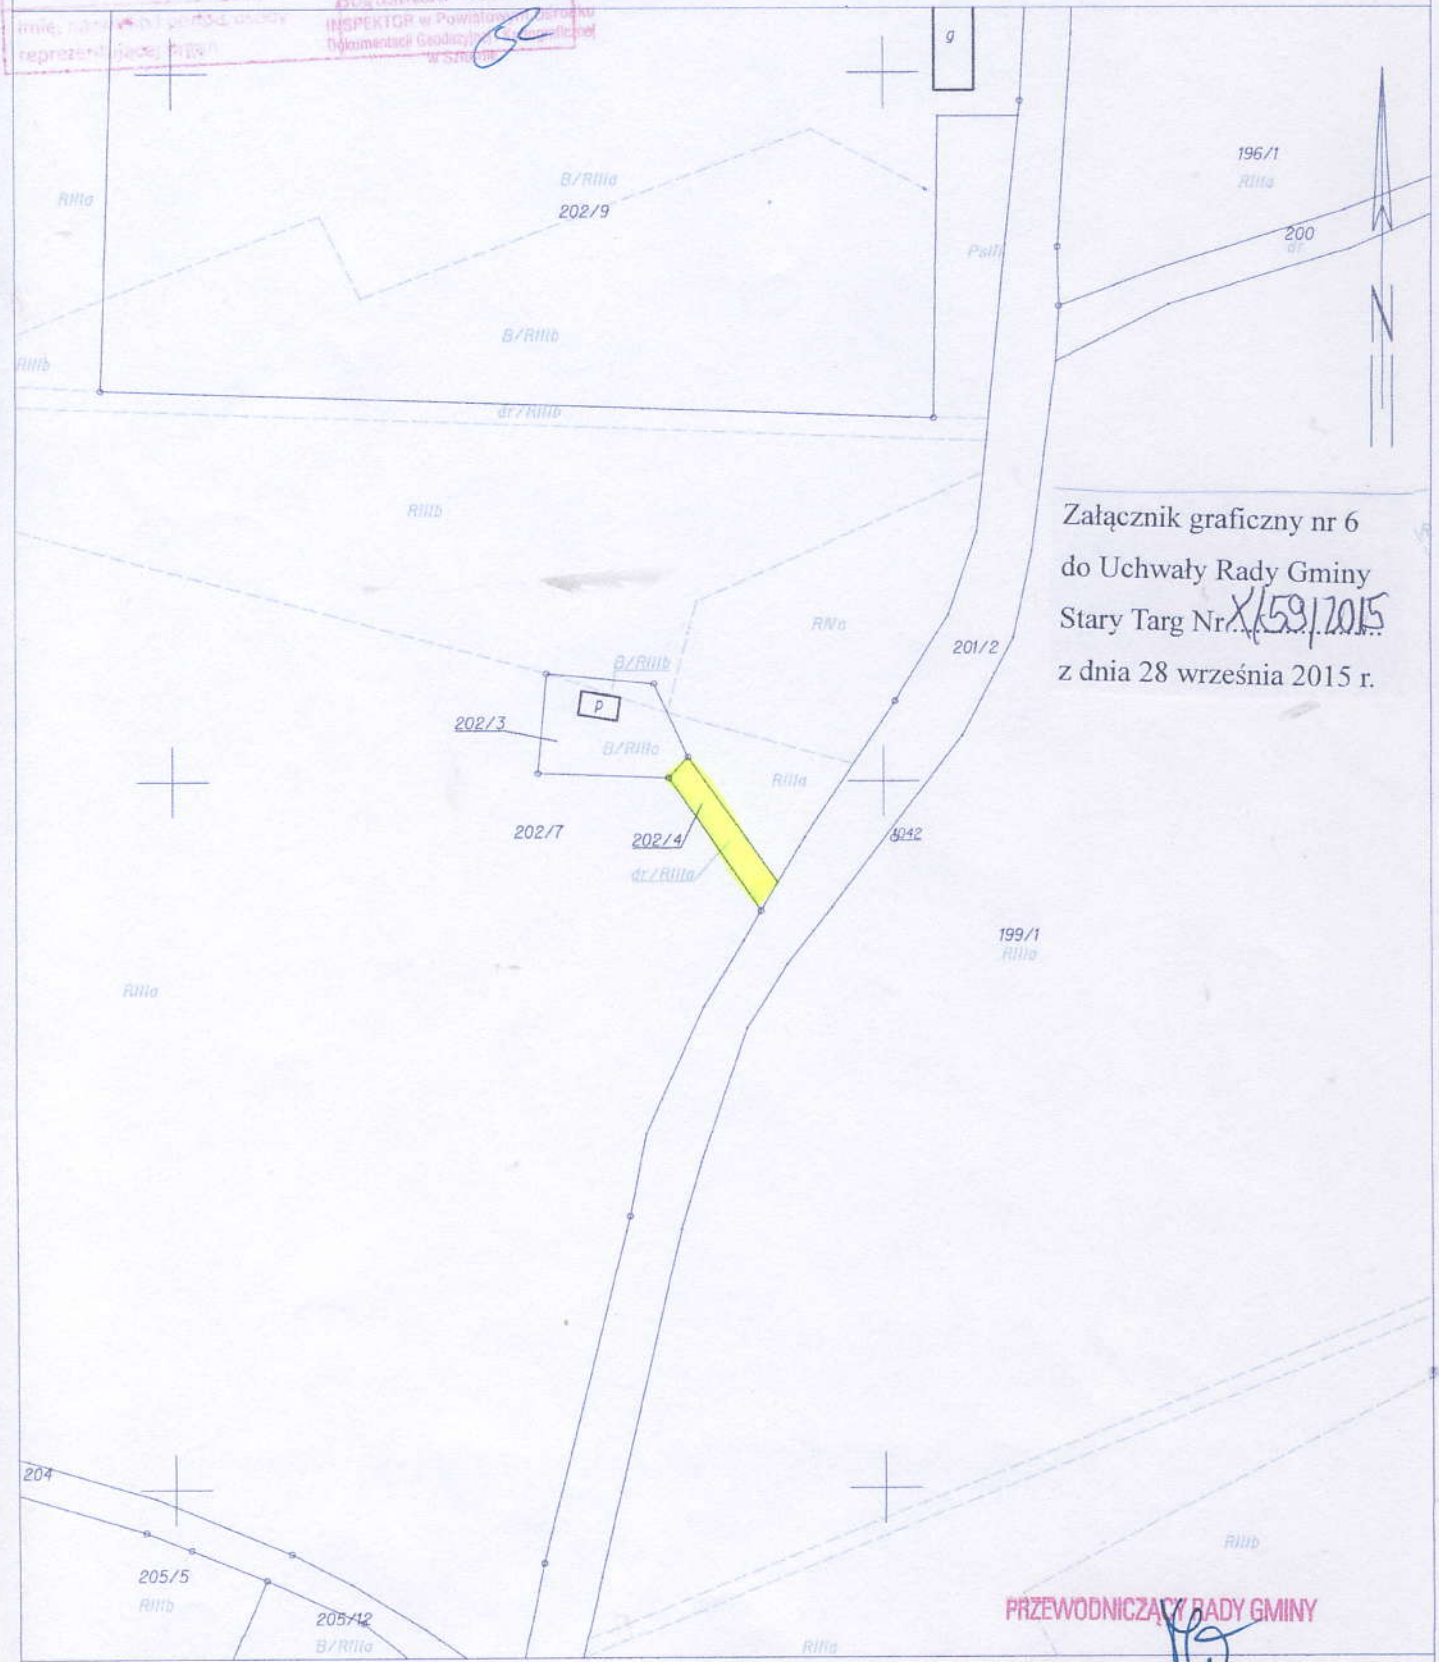 INSPEKTOR w Powiatowym Ośrodku
Dokumentacji Geodezyjnej i Kartograficznej
g
196/1
RIIIa
B/RIIIa
RIIIa
202/9
200
dr
PsIII
N
B/RIIIb
RIIIb
dr/RIIIb
RIIIb
Załącznik graficzny nr 6
do Uchwały Rady Gminy
Stary Targ Nr X/59/2015
z dnia 28 września 2015 r.
RIVa
201/2
B/RIIIb
p
202/3
B/RIIIa
RIIIa
202/7
202/4
1042
dr/RIIIa
199/1
RIIIa
RIIIa
204
RIIIb
205/5
RIIIb
205/12
B/RIIIa
RIIIa
PRZEWODNICZĄCY RADY GMINY